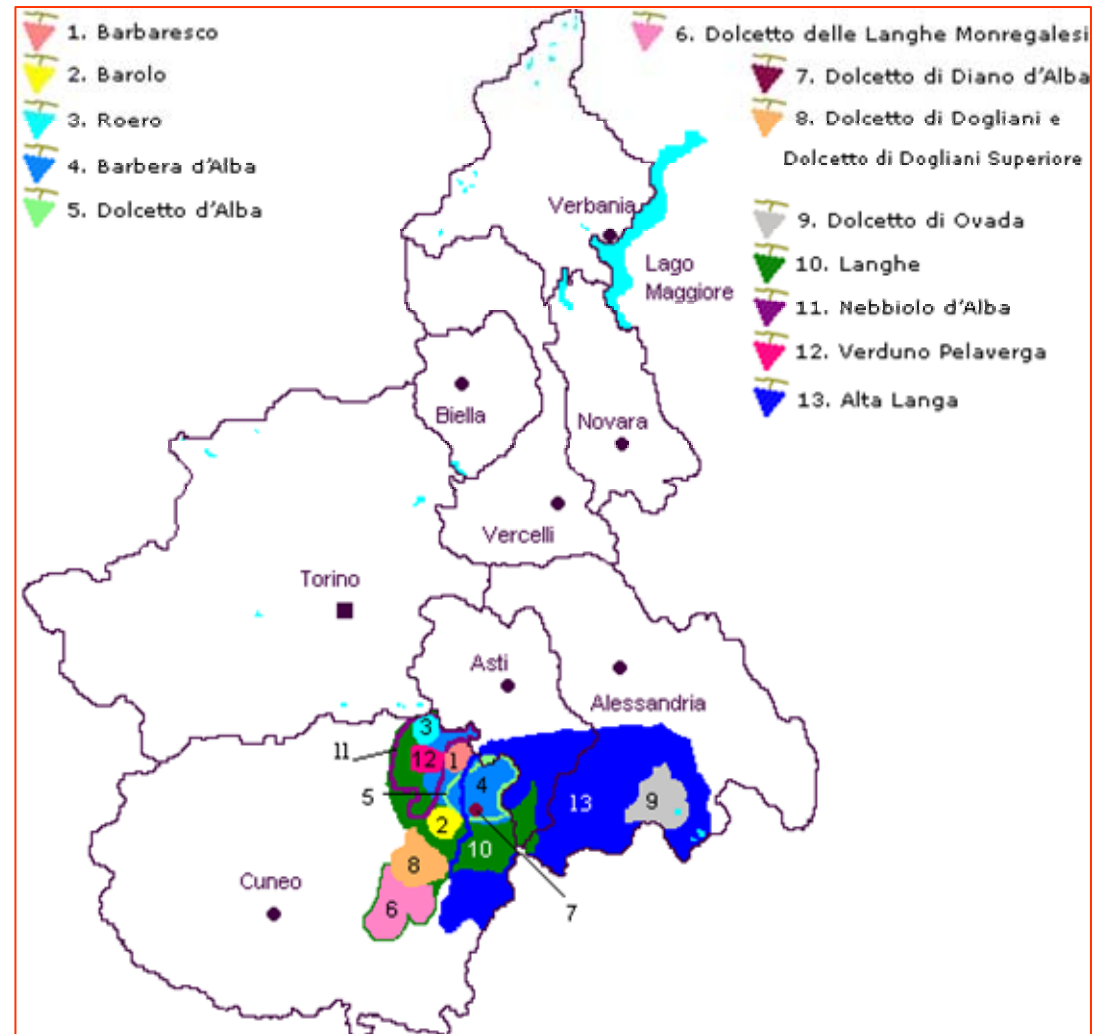 1. Barbaresco
2. Barolo
3. Roero
4. Barbera d'Alba
5. Dolcetto d'Alba
6. Dolcetto delle Langhe Monregalesi
7. Dolcetto di Diano d'Alba
8. Dolcetto di Dogliani e
Dolcetto di Dogliani Superiore
9. Dolcetto di Ovada
10. Langhe
11. Nebbiolo d'Alba
12. Verduno Pelaverga
13. Alta Langa
Verbania
Lago
Maggiore
Biella
Novara
Vercelli
Torino
Asti
Alessandria
3
11
12
1
5
4
13
9
2
10
8
Cuneo
6
7